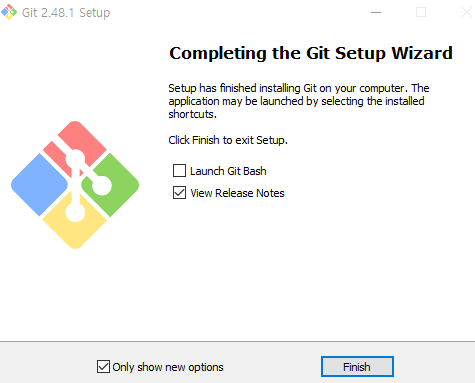 Git 2.48.1 Setup
Completing the Git Setup Wizard
Setup has finished installing Git on your computer. The
application may be launched by selecting the installed
shortcuts.
Click Finish to exit Setup.
Launch Git Bash
View Release Notes
Only show new options
Finish